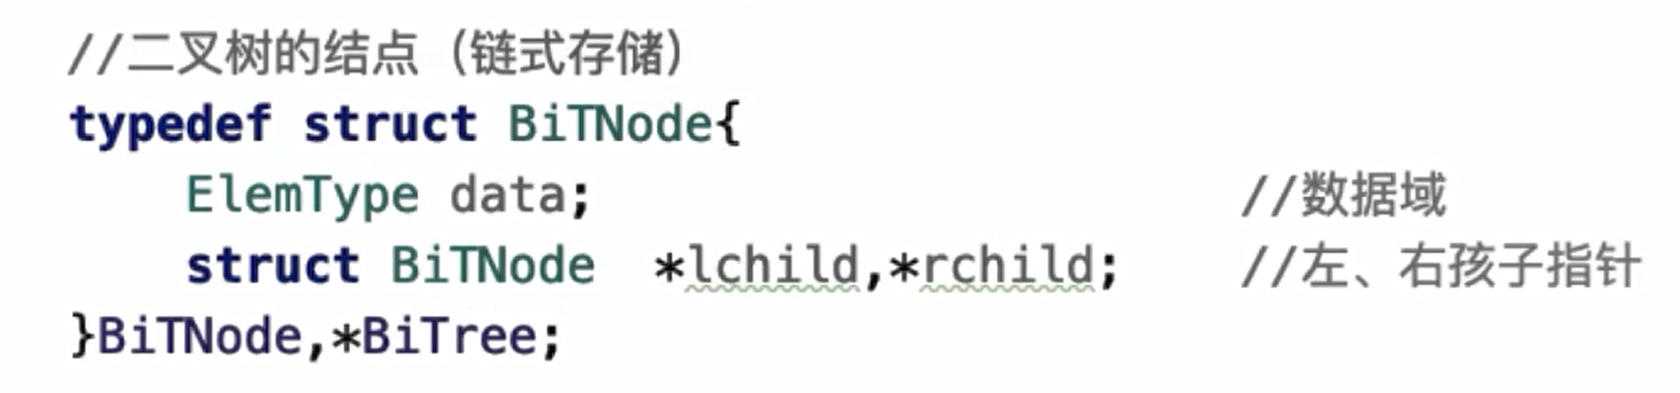 //二叉树的结点（链式存储）
typedef struct BiTNode{
    ElemType data;                      //数据域
    struct BiTNode  *lchild,*rchild;    //左、右孩子指针
}BiTNode,*BiTree;